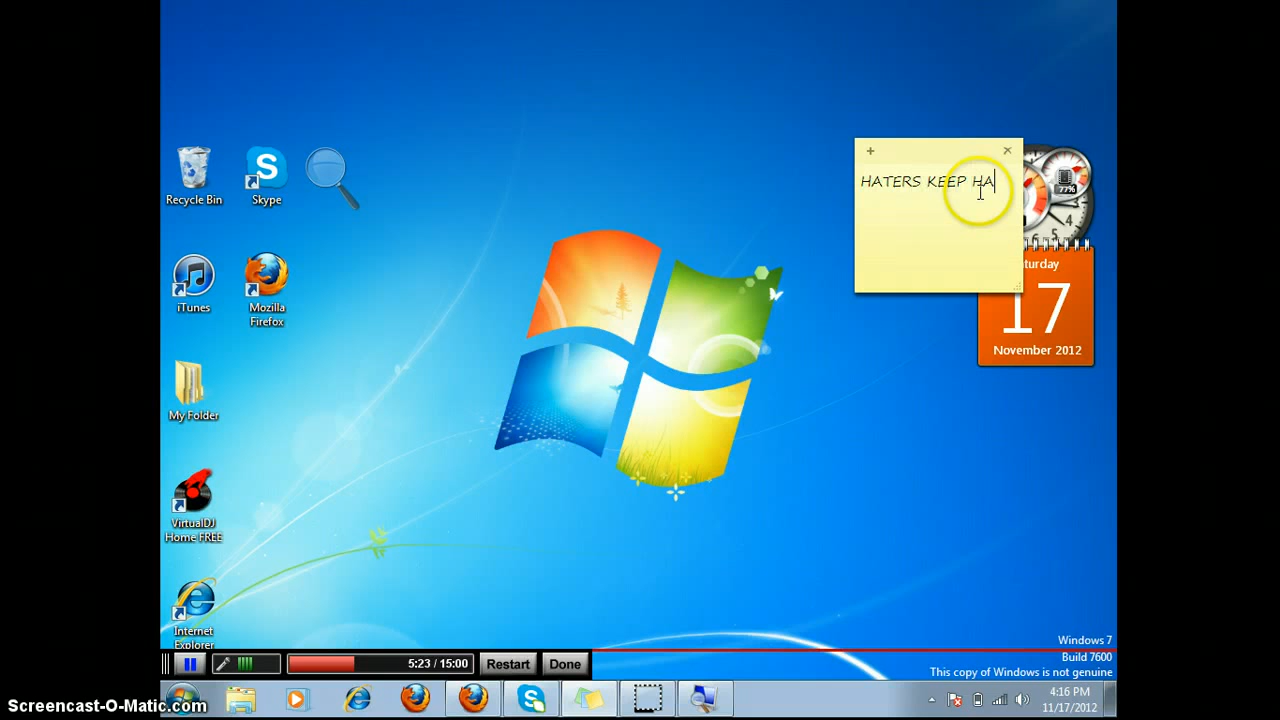 Recycle Bin
Skype
iTunes
Mozilla
Firefox
My Folder
VirtualDJ
Home FREE
Internet
Explorer
+
HATERS KEEP HA
77%
turday
17
November 2012
Windows 7
Build 7600
This copy of Windows is not genuine
5:23 / 15:00
Restart
Done
4:16 PM
11/17/2012
Screencast-O-Matic.com